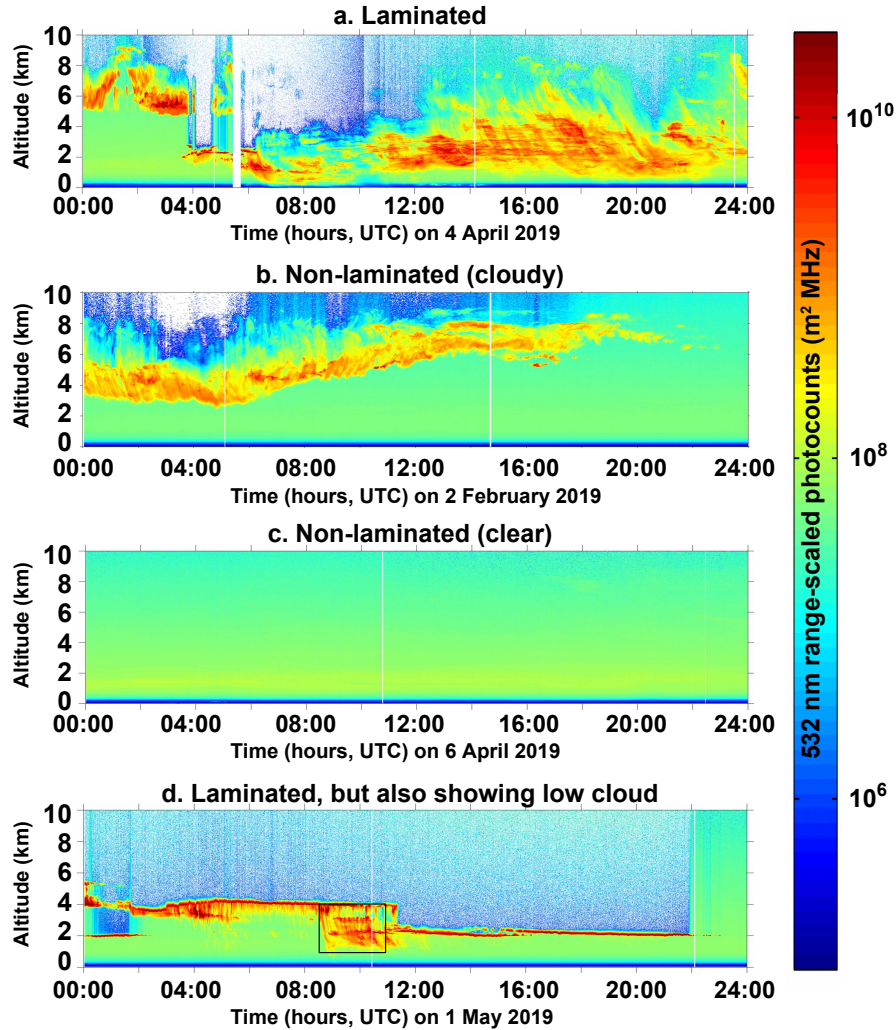 a. Laminated
10
8
6
4
2
0
Altitude (km)
00:00 04:00 08:00 12:00 16:00 20:00 24:00
Time (hours, UTC) on 4 April 2019
b. Non-laminated (cloudy)
10
8
6
4
2
0
Altitude (km)
00:00 04:00 08:00 12:00 16:00 20:00 24:00
Time (hours, UTC) on 2 February 2019
c. Non-laminated (clear)
10
8
6
4
2
0
Altitude (km)
00:00 04:00 08:00 12:00 16:00 20:00 24:00
Time (hours, UTC) on 6 April 2019
d. Laminated, but also showing low cloud
10
8
6
4
2
0
Altitude (km)
00:00 04:00 08:00 12:00 16:00 20:00 24:00
Time (hours, UTC) on 1 May 2019
10¹⁰
10⁸
10⁶
532 nm range-scaled photocounts (m² MHz)